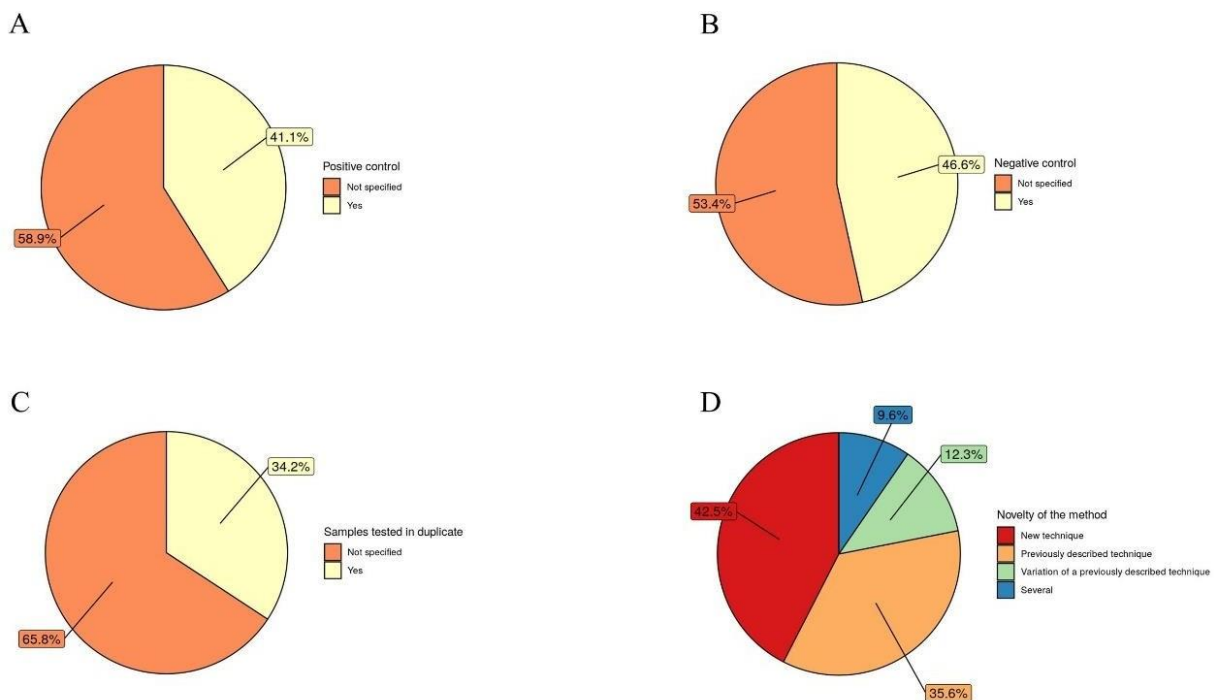 A
41.1%
58.9%
Positive control
Not specified
Yes
B
46.6%
53.4%
Negative control
Not specified
Yes
C
34.2%
65.8%
Samples tested in duplicate
Not specified
Yes
D
9.6%
12.3%
42.5%
35.6%
Novelty of the method
New technique
Previously described technique
Variation of a previously described technique
Several